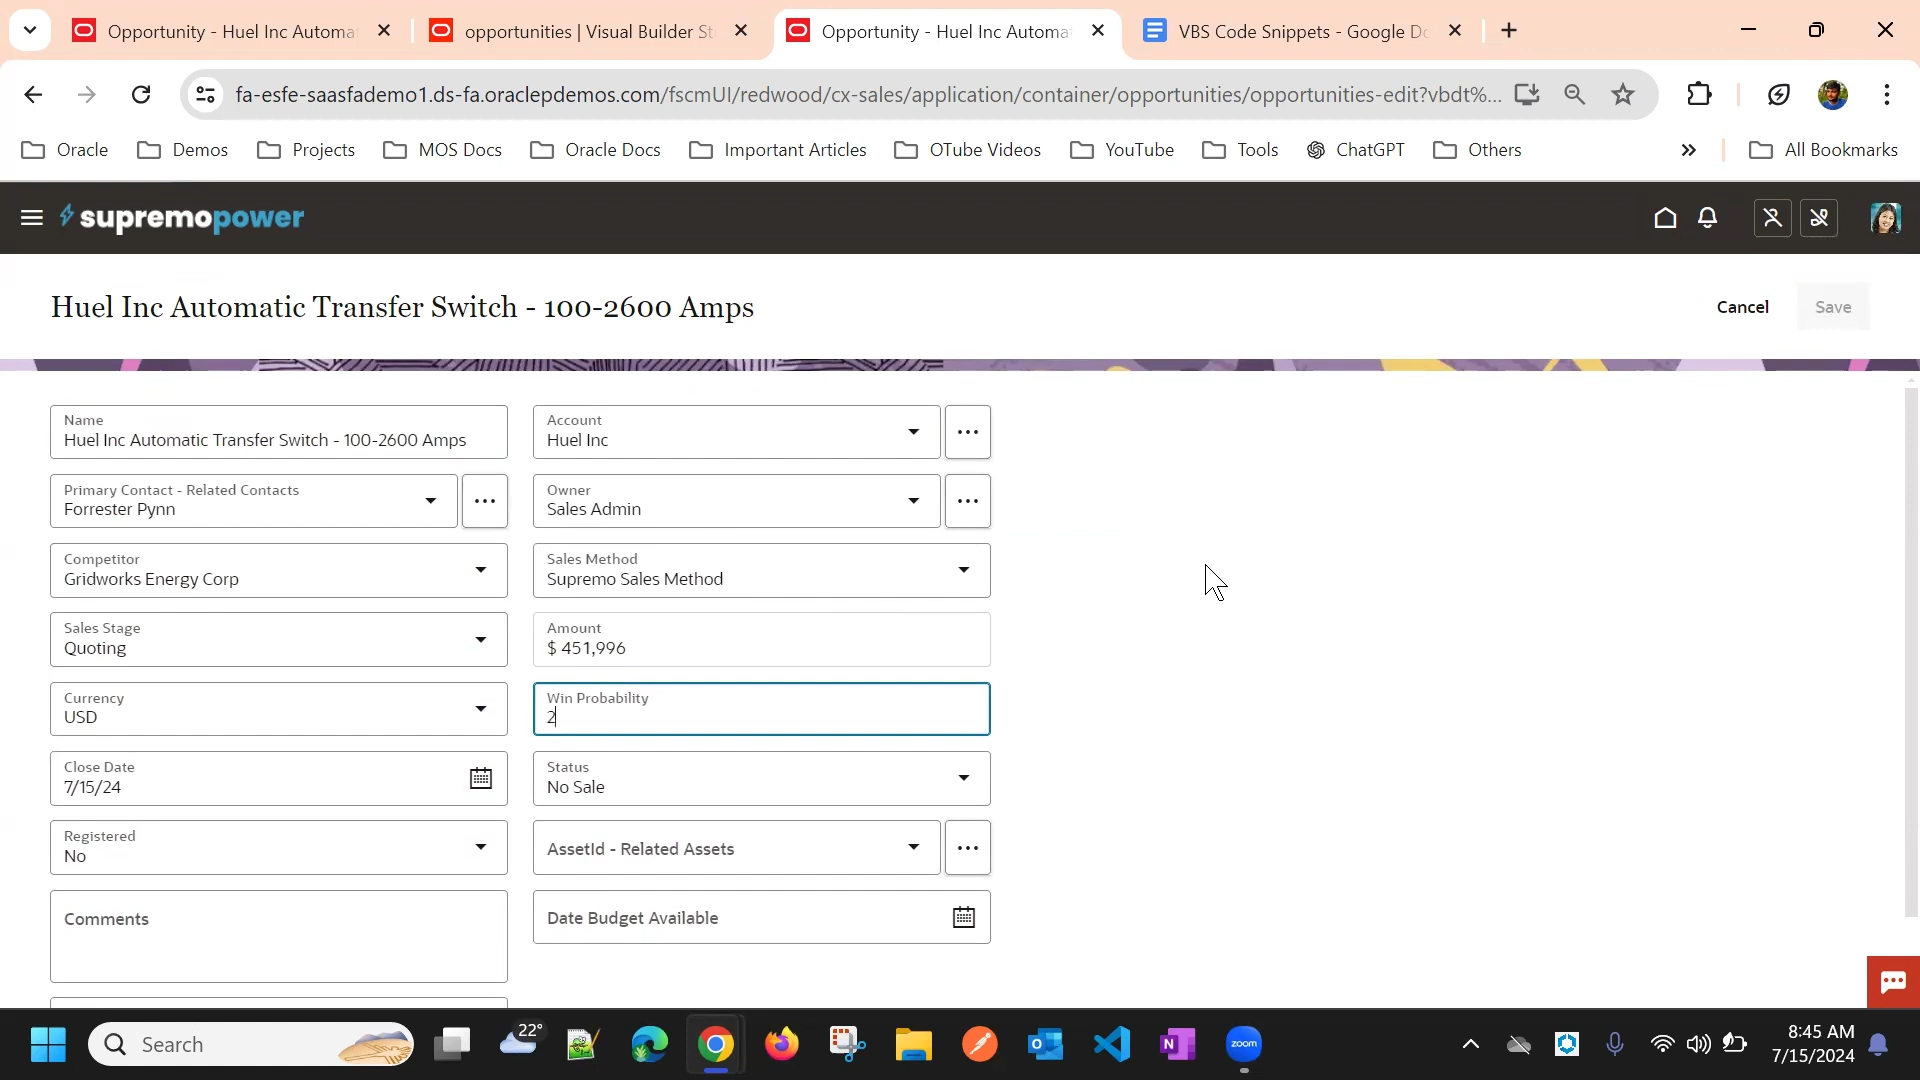 Opportunity - Huel Inc Automa
opportunities | Visual Builder St
Opportunity - Huel Inc Automa
VBS Code Snippets - Google Do
fa-esfe-saasfademo1.ds-fa.oraclepdemos.com/fscmUI/redwood/cx-sales/application/container/opportunities/opportunities-edit?vbdt%...
Oracle
Demos
Projects
MOS Docs
Oracle Docs
Important Articles
OTube Videos
YouTube
Tools
ChatGPT
Others
All Bookmarks
supremopower
Huel Inc Automatic Transfer Switch - 100-2600 Amps
Cancel
Save
Name
Huel Inc Automatic Transfer Switch - 100-2600 Amps
Account
Huel Inc
Primary Contact - Related Contacts
Forrester Pynn
Owner
Sales Admin
Competitor
Gridworks Energy Corp
Sales Method
Supremo Sales Method
Sales Stage
Quoting
Amount
$ 451,996
Currency
USD
Win Probability
2
Close Date
7/15/24
Status
No Sale
Registered
No
AssetId - Related Assets
Comments
Date Budget Available
Search
22°
zoom
8:45 AM
7/15/2024